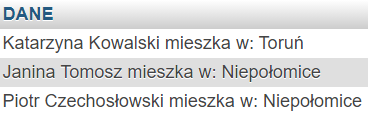 DANE
Katarzyna Kowalski mieszka w: Toruń
Janina Tomosz mieszka w: Niepołomice
Piotr Czechosłowski mieszka w: Niepołomice